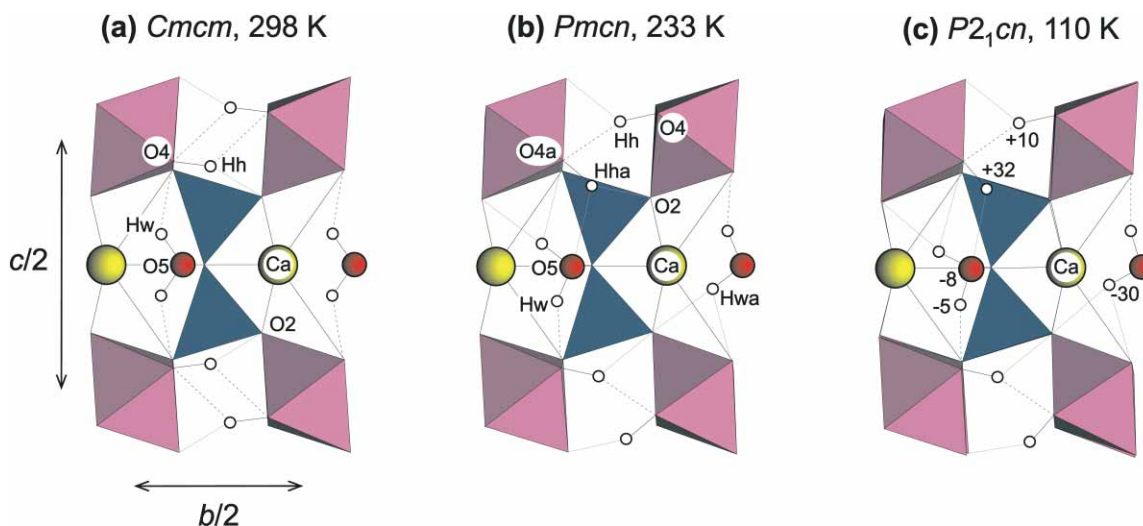 (a) Cmcm, 298 K
(b) Pmcn, 233 K
(c) P2₁cn, 110 K
O4
Hh
Hw
O5
Ca
O2
c/2
b/2
O4
Hh
O4a
Hha
O2
O5
Ca
Hw
Hwa
+10
+32
Ca
-8
-5
-30